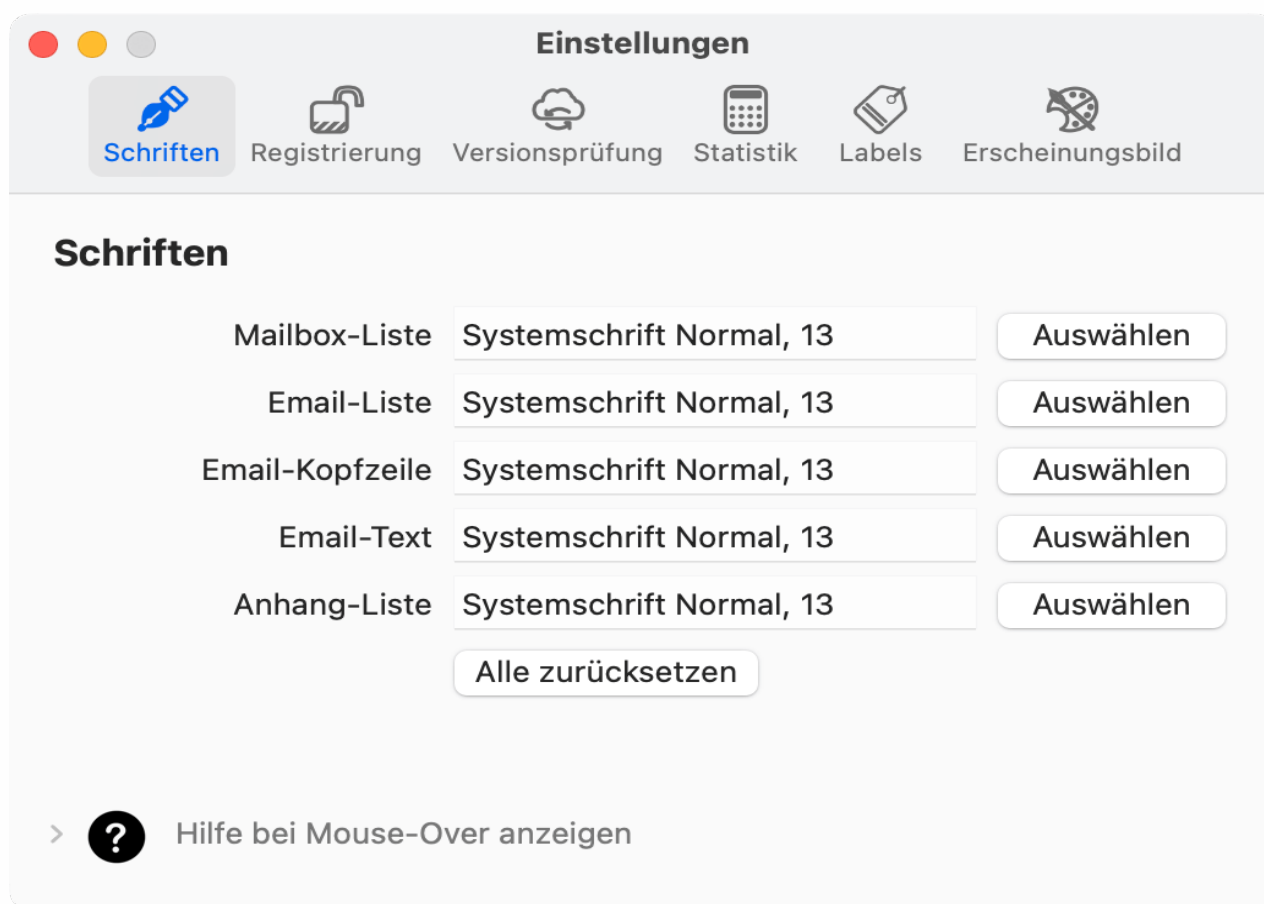 Einstellungen
Schriften Registrierung Versionsprüfung Statistik Labels Erscheinungsbild
Schriften
Mailbox-Liste Systemschrift Normal, 13 Auswählen
Email-Liste Systemschrift Normal, 13 Auswählen
Email-Kopfzeile Systemschrift Normal, 13 Auswählen
Email-Text Systemschrift Normal, 13 Auswählen
Anhang-Liste Systemschrift Normal, 13 Auswählen
Alle zurücksetzen
? Hilfe bei Mouse-Over anzeigen